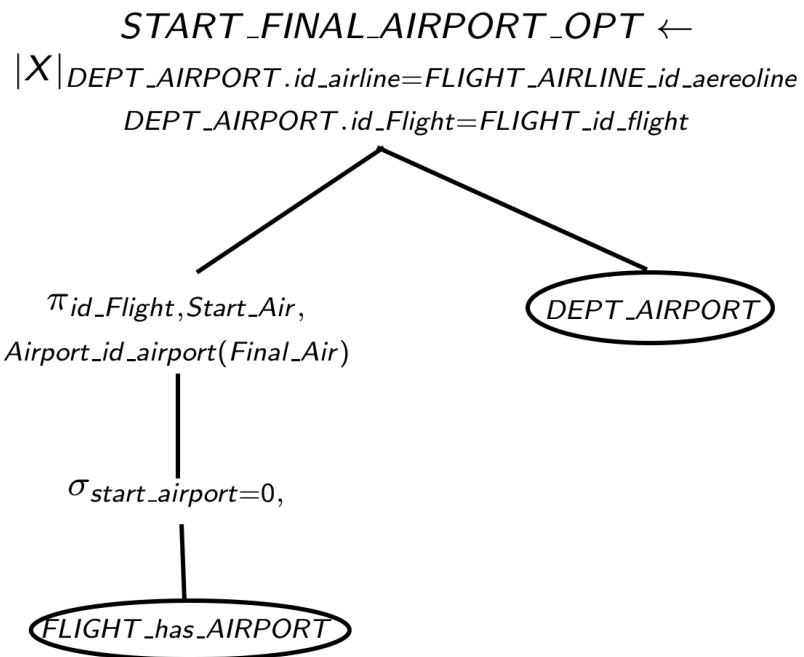 START_FINAL_AIRPORT_OPT ←
|X|DEPT_AIRPORT.id_airline=FLIGHT_AIRLINE_id_aereoline
DEPT_AIRPORT.id_Flight=FLIGHT_id_flight
πid_Flight,Start_Air,
Airport_id_airport(Final_Air)
DEPT_AIRPORT
σstart_airport=0,
FLIGHT_has_AIRPORT